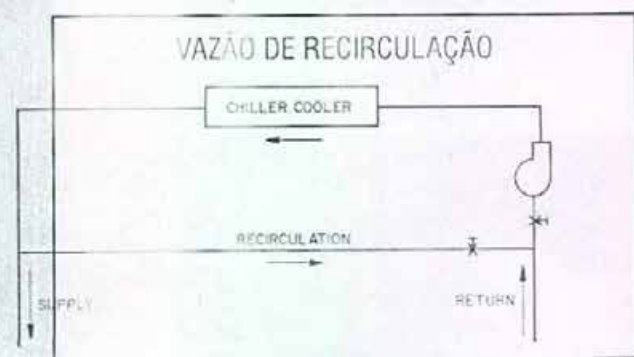 VAZÃO DE RECIRCULAÇÃO
CHILLER COOLER
RECIRCULATION
SUPPLY
RETURN